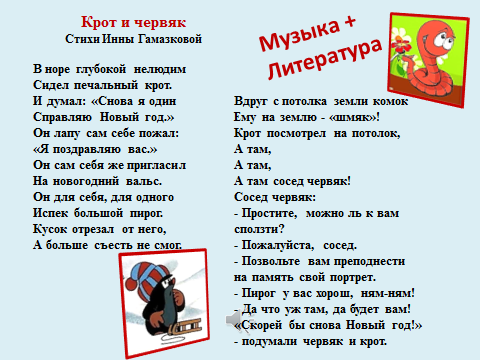 Крот и червяк
Стихи Инны Гамазковой
Музыка +
Литература
В норе глубокой нелюдим
Сидел печальный крот.
И думал: «Снова я один
Справляю Новый год.»
Он лапу сам себе пожал:
«Я поздравляю вас.»
Он сам себя же пригласил
На новогодний вальс.
Он для себя, для одного
Испек большой пирог.
Кусок отрезал от него,
А больше съесть не смог.
Вдруг с потолка земли комок
Ему на землю - «шмяк»!
Крот посмотрел на потолок,
А там,
А там,
А там сосед червяк!
Сосед червяк:
- Простите, можно ль к вам
сползти?
- Пожалуйста, сосед.
- Позвольте вам преподнести
на память свой портрет.
- Пирог у вас хорош, ням-ням!
- Да что уж там, да будет вам!
«Скорей бы снова Новый год!»
- подумали червяк и крот.